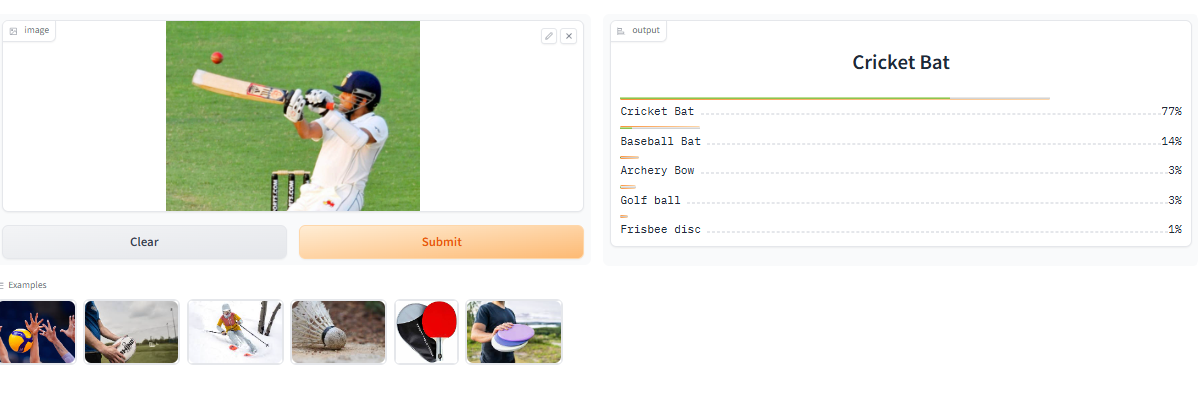 image
output
Cricket Bat
Cricket Bat 77%
Baseball Bat 14%
Archery Bow 3%
Golf ball 3%
Frisbee disc 1%
Clear
Submit
Examples